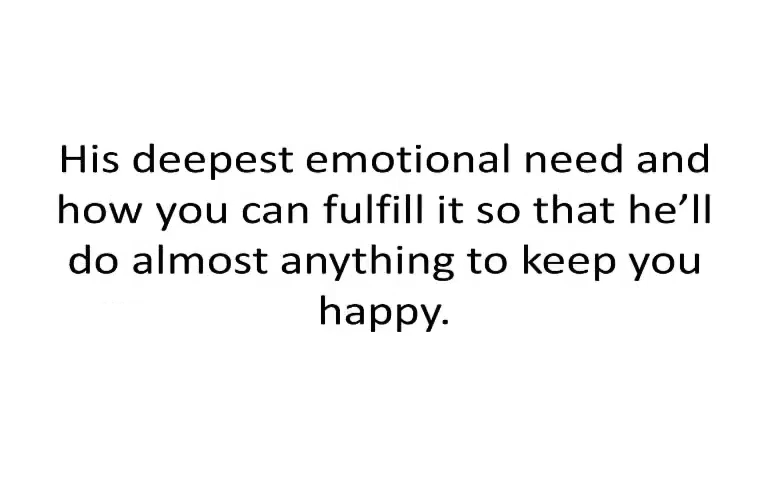 His deepest emotional need and
how you can fulfill it so that he’ll
do almost anything to keep you
happy.